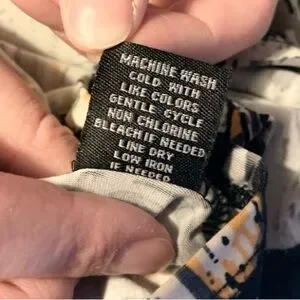 MACHINE WASH
COLD WITH
LIKE COLORS
GENTLE CYCLE
NON CHLORINE
BLEACH IF NEEDED
LINE DRY
LOW IRON
IF NEEDED